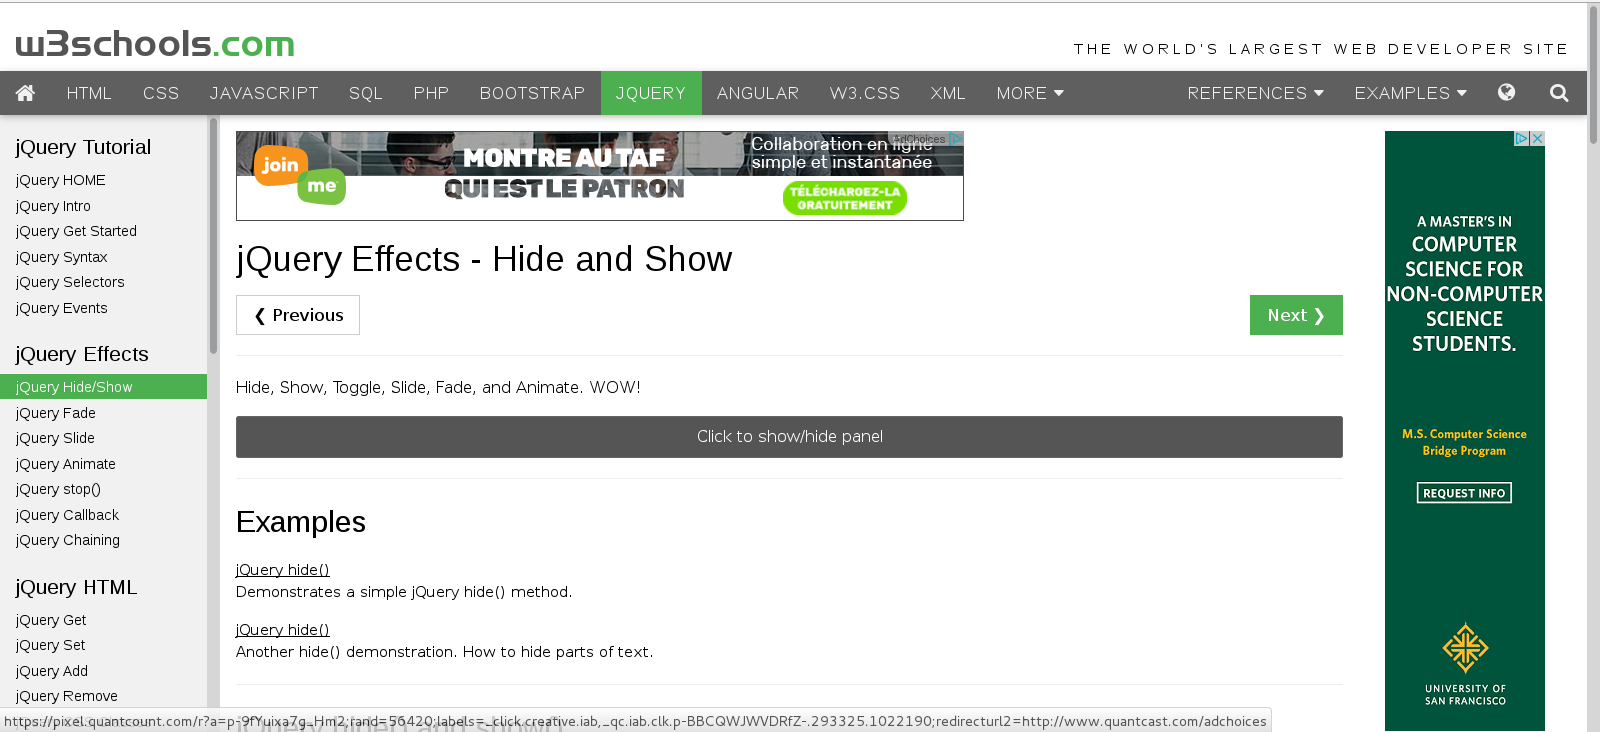 w3schools.com
THE WORLD'S LARGEST WEB DEVELOPER SITE
HTML CSS JAVASCRIPT SQL PHP BOOTSTRAP JQUERY ANGULAR W3.CSS XML MORE REFERENCES EXAMPLES
jQuery Tutorial
jQuery HOME
jQuery Intro
jQuery Get Started
jQuery Syntax
jQuery Selectors
jQuery Events
jQuery Effects
jQuery Hide/Show
jQuery Fade
jQuery Slide
jQuery Animate
jQuery stop()
jQuery Callback
jQuery Chaining
jQuery HTML
jQuery Get
jQuery Set
jQuery Add
jQuery Remove
join
me
MONTRE AU TAF
QUI EST LE PATRON
AdChoices
Collaboration en ligne
simple et instantanée
TÉLÉCHARGEZ-LA
GRATUITEMENT
jQuery Effects - Hide and Show
❮ Previous
Next ❯
Hide, Show, Toggle, Slide, Fade, and Animate. WOW!
Click to show/hide panel
Examples
jQuery hide()
Demonstrates a simple jQuery hide() method.
jQuery hide()
Another hide() demonstration. How to hide parts of text.
A MASTER'S IN
COMPUTER
SCIENCE FOR
NON-COMPUTER
SCIENCE
STUDENTS.
M.S. Computer Science
Bridge Program
REQUEST INFO
UNIVERSITY OF
SAN FRANCISCO
https://pixel.quantcount.com/r?a=p-9fYuixa7g_Hm2;rand=56420;labels=_click.creative.iab,_qc.iab.clk.p-BBCQWJWVDRfZ-.293325.1022190;redirecturl2=http://www.quantcast.com/adchoices